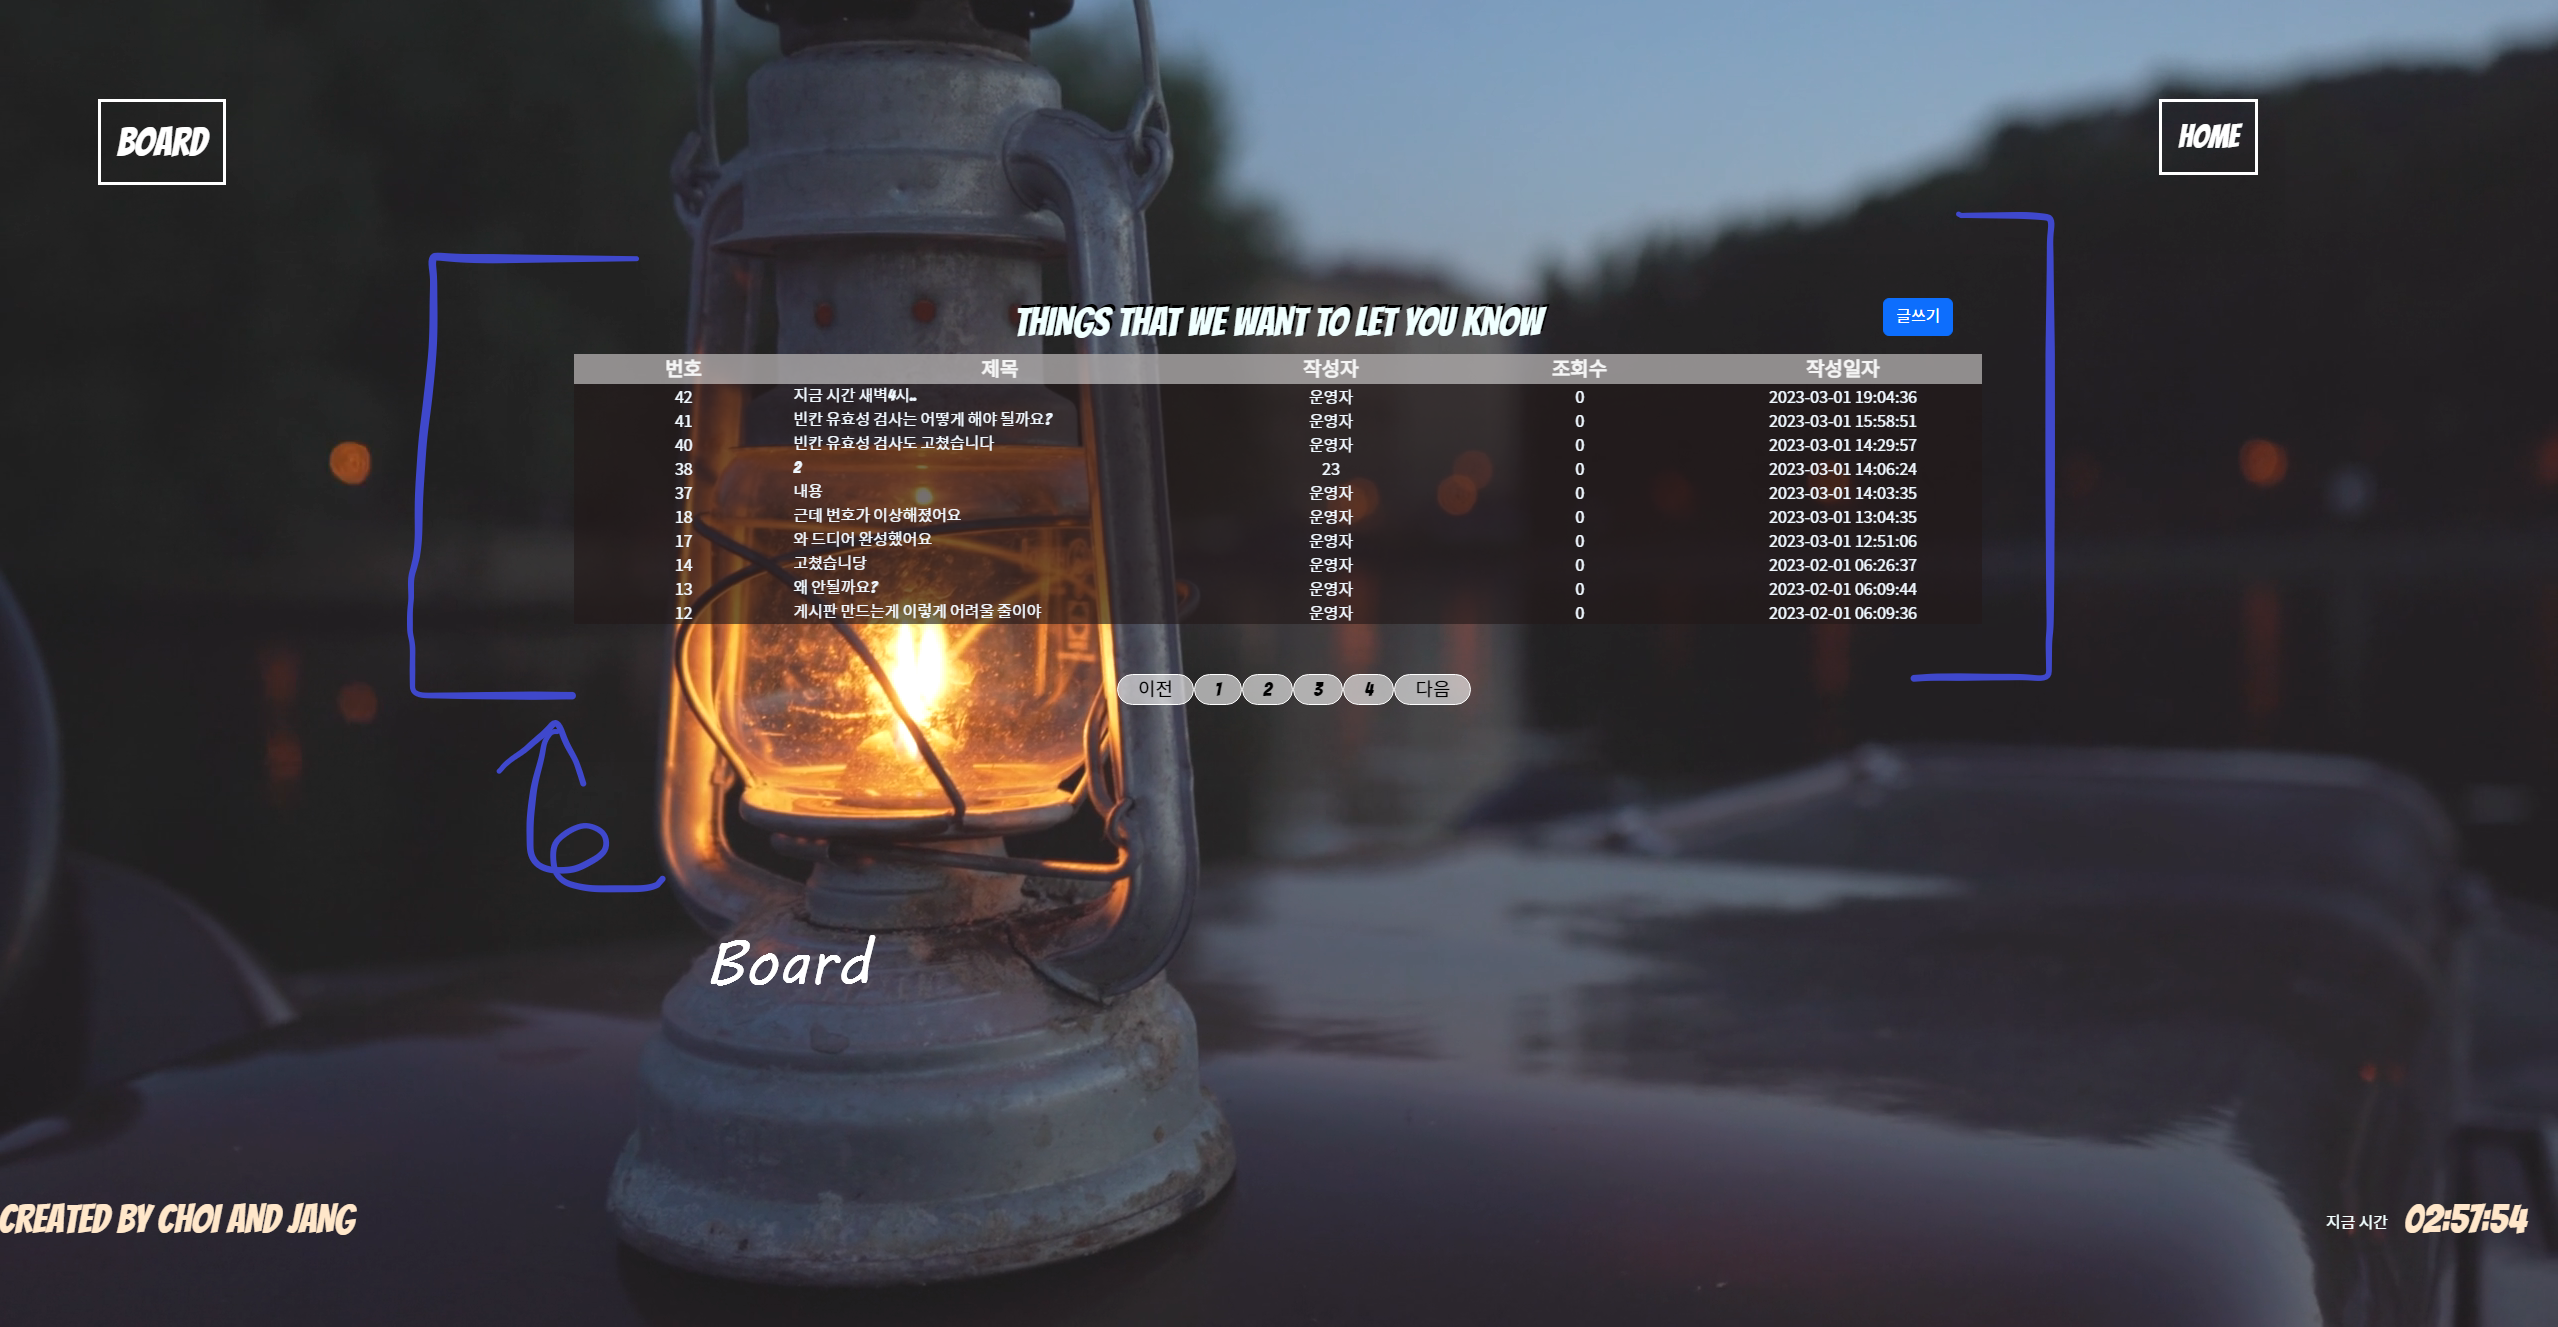 BOARD
HOME
THINGS THAT WE WANT TO LET YOU KNOW
글쓰기
번호 제목 작성자 조회수 작성일자
42 지금 시간 새벽4시.. 운영자 0 2023-03-01 19:04:36
41 빈칸 유효성 검사는 어떻게 해야 될까요? 운영자 0 2023-03-01 15:58:51
40 빈칸 유효성 검사도 고쳤습니다 운영자 0 2023-03-01 14:29:57
38 2 23 0 2023-03-01 14:06:24
37 내용 운영자 0 2023-03-01 14:03:35
18 근데 번호가 이상해졌어요 운영자 0 2023-03-01 13:04:35
17 와 드디어 완성했어요 운영자 0 2023-03-01 12:51:06
14 고쳤습니당 운영자 0 2023-02-01 06:26:37
13 왜 안될까요? 운영자 0 2023-02-01 06:09:44
12 게시판 만드는게 이렇게 어려울 줄이야 운영자 0 2023-02-01 06:09:36
이전 1 2 3 4 다음
Board
CREATED BY CHOI AND JANG
지금 시간 02:57:54